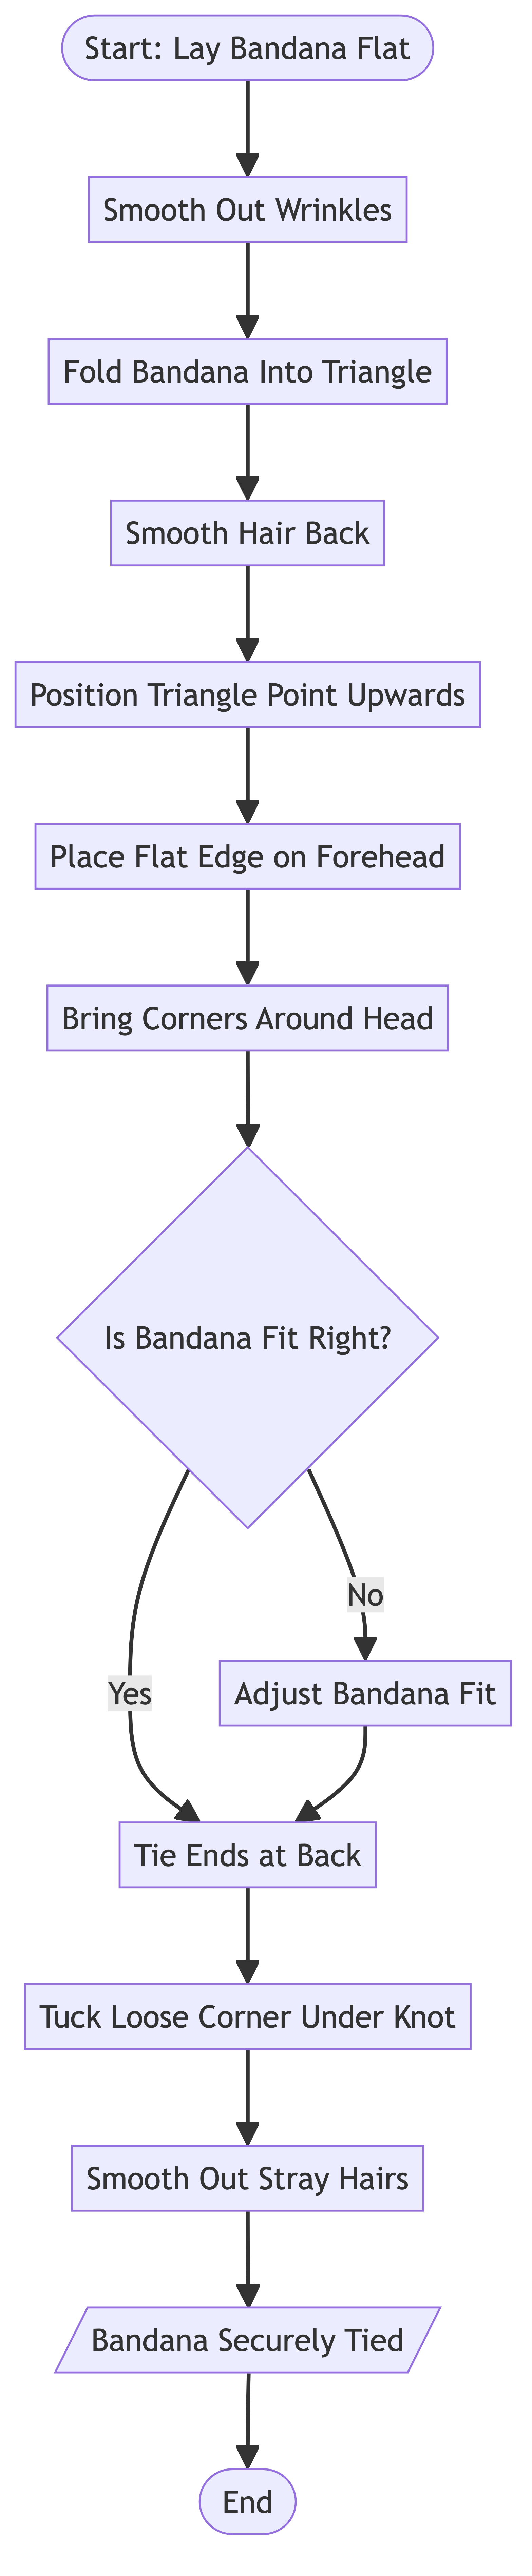 Start: Lay Bandana Flat
Smooth Out Wrinkles
Fold Bandana Into Triangle
Smooth Hair Back
Position Triangle Point Upwards
Place Flat Edge on Forehead
Bring Corners Around Head
Is Bandana Fit Right?
No
Yes
Adjust Bandana Fit
Tie Ends at Back
Tuck Loose Corner Under Knot
Smooth Out Stray Hairs
Bandana Securely Tied
End